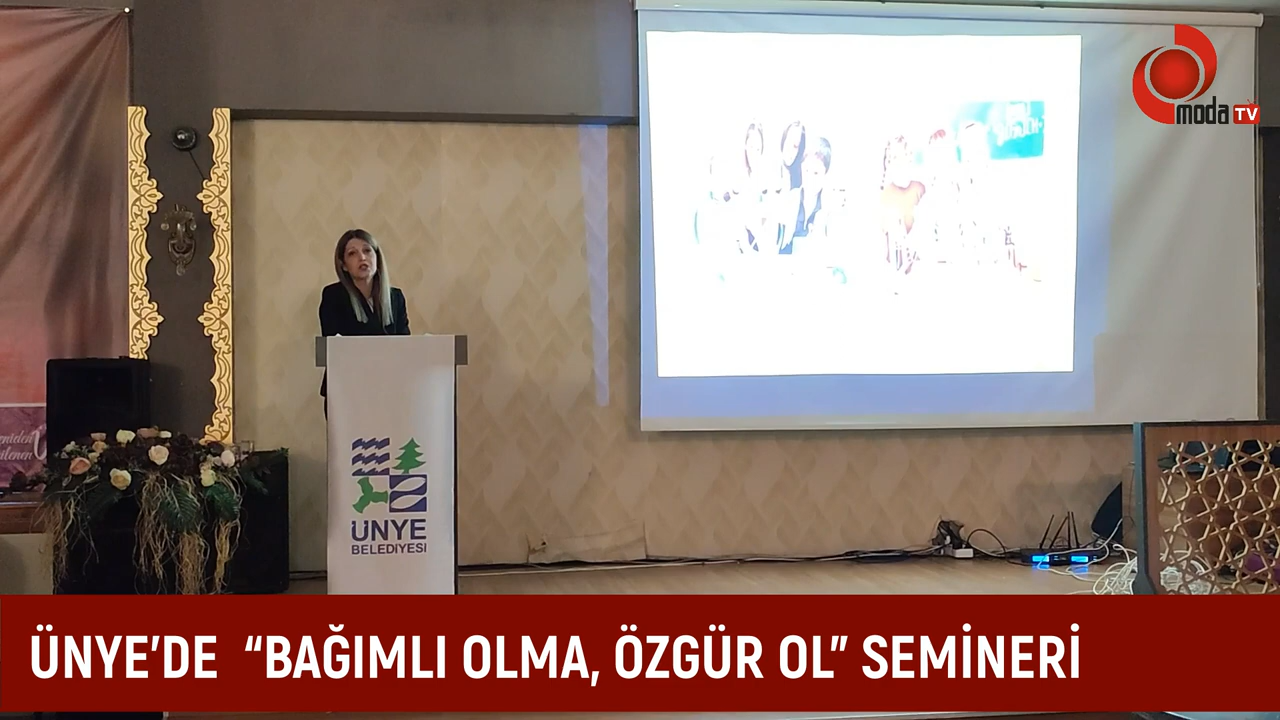 moda TV
ÜNYE
BELEDİYESİ
ÜNYE'DE “BAĞIMLI OLMA, ÖZGÜR OL” SEMİNERİ